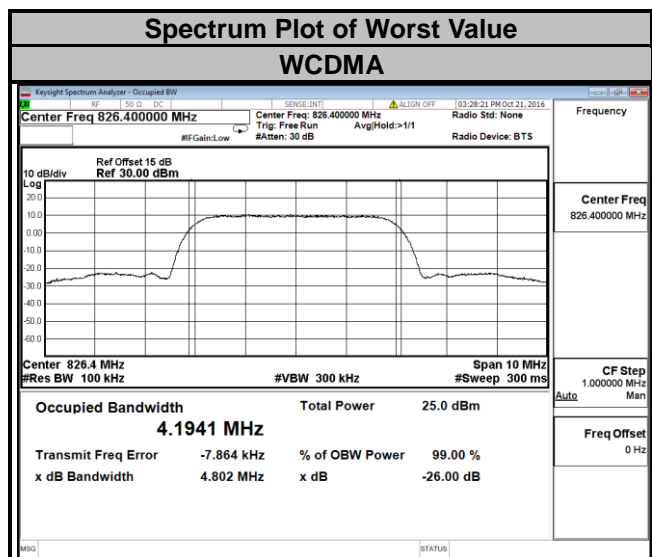 Spectrum Plot of Worst Value
WCDMA
Keysight Spectrum Analyzer - Occupied BW
RF 50 Ω DC SENSE:INT ALIGN OFF 03:28:21 PM Oct 21, 2016
Center Freq 826.400000 MHz
Center Freq: 826.400000 MHz Radio Std: None
Trig: Free Run Avg|Hold:>1/1
#IFGain:Low #Atten: 30 dB Radio Device: BTS
Frequency
Ref Offset 15 dB
10 dB/div Ref 30.00 dBm
Log
20.0
10.0
0.00
-10.0
-20.0
-30.0
-40.0
-50.0
-60.0
Center Freq
826.400000 MHz
Center 826.4 MHz Span 10 MHz
#Res BW 100 kHz #VBW 300 kHz #Sweep 300 ms
CF Step
1.000000 MHz
Auto Man
Occupied Bandwidth Total Power 25.0 dBm
4.1941 MHz
Transmit Freq Error -7.864 kHz % of OBW Power 99.00 %
x dB Bandwidth 4.802 MHz x dB -26.00 dB
Freq Offset
0 Hz
MSG STATUS